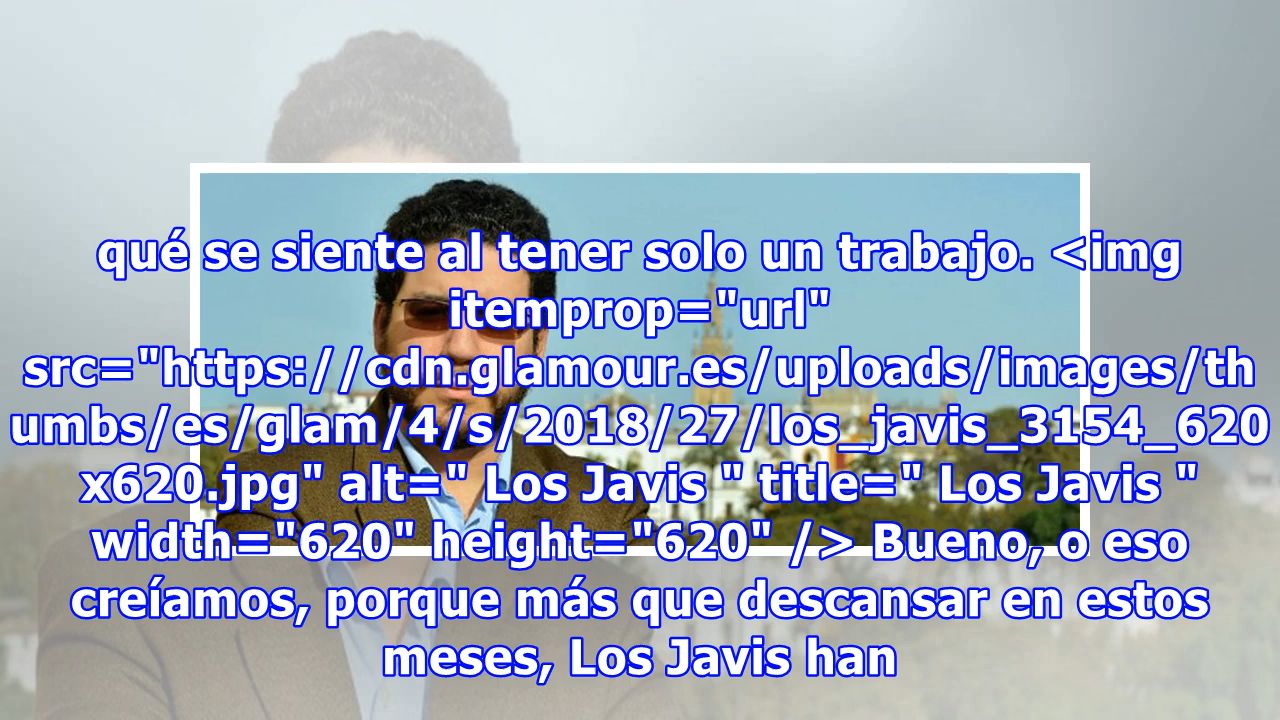 qué se siente al tener solo un trabajo. <img
itemprop="url"
src="https://cdn.glamour.es/uploads/images/th
umbs/es/glam/4/s/2018/27/los_javis_3154_620
x620.jpg" alt=" Los Javis " title=" Los Javis "
width="620" height="620" /> Bueno, o eso
creíamos, porque más que descansar en estos
meses, Los Javis han